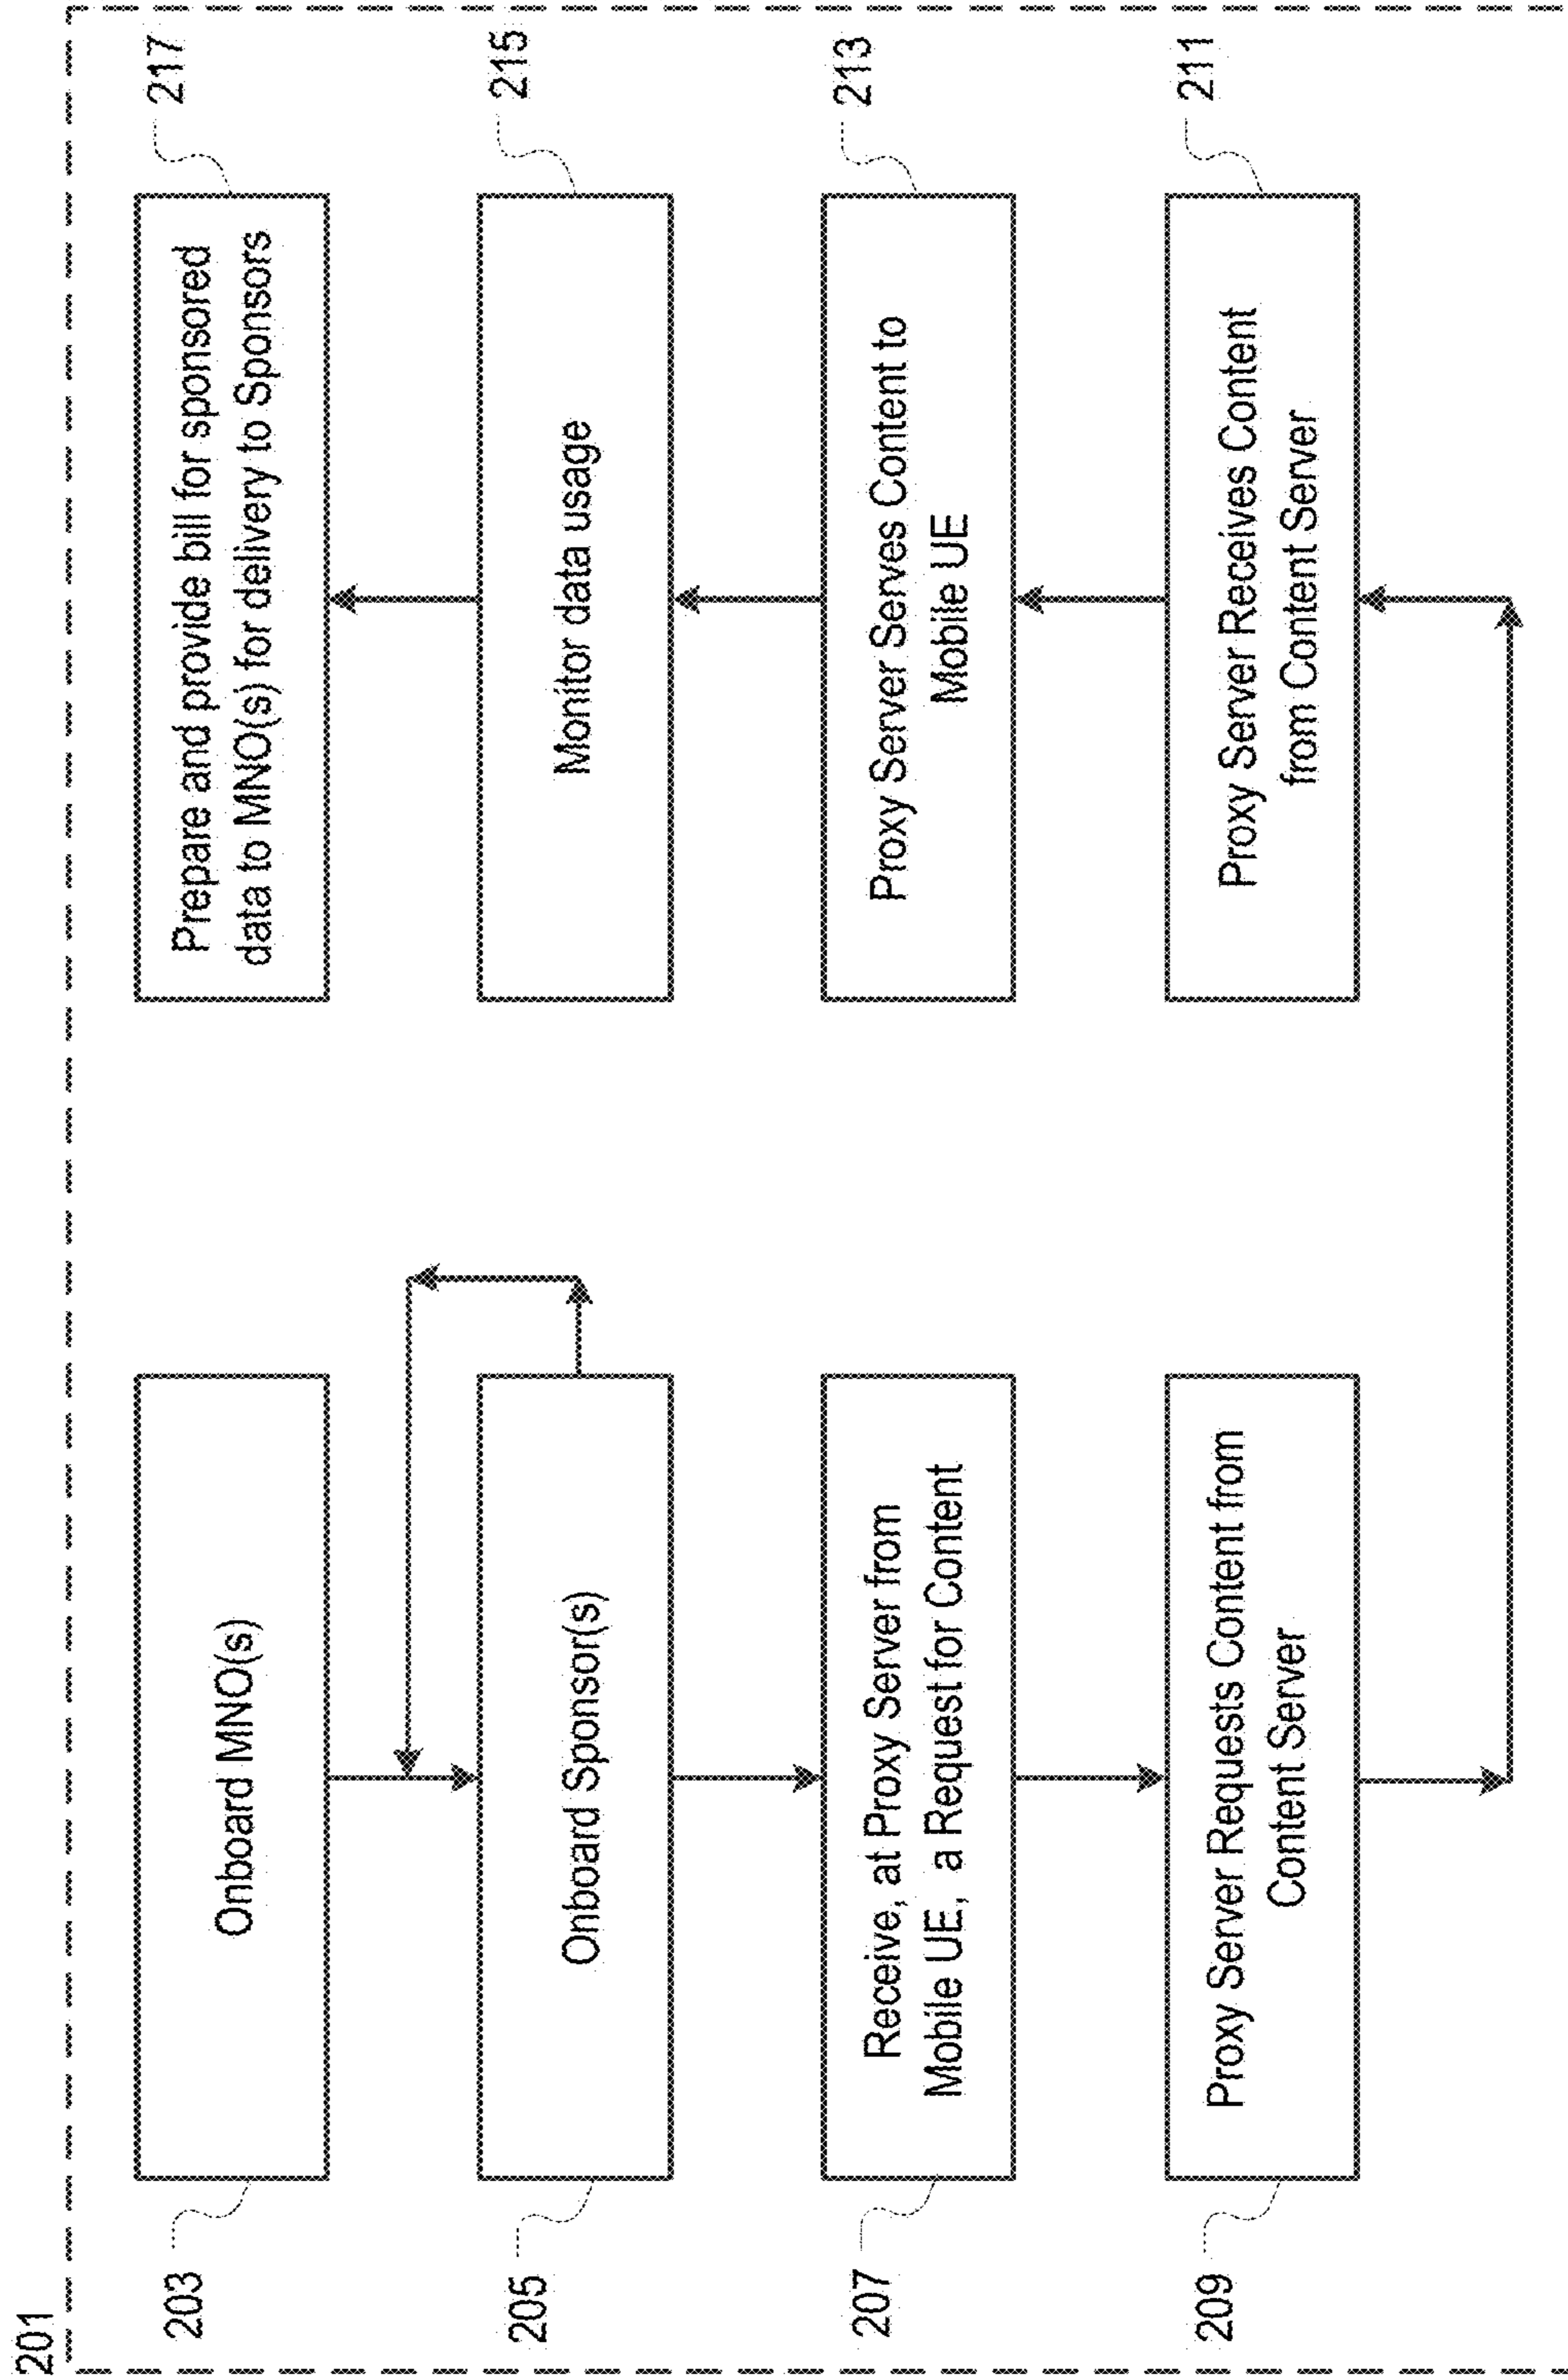 201
203
Onboard MNO(s)
205
Onboard Sponsor(s)
207
Receive, at Proxy Server from
Mobile UE, a Request for Content
209
Proxy Server Requests Content from
Content Server
217
Prepare and provide bill for sponsored
data to MNO(s) for delivery to Sponsors
215
Monitor data usage
213
Proxy Server Serves Content to
Mobile UE
211
Proxy Server Receives Content
from Content Server